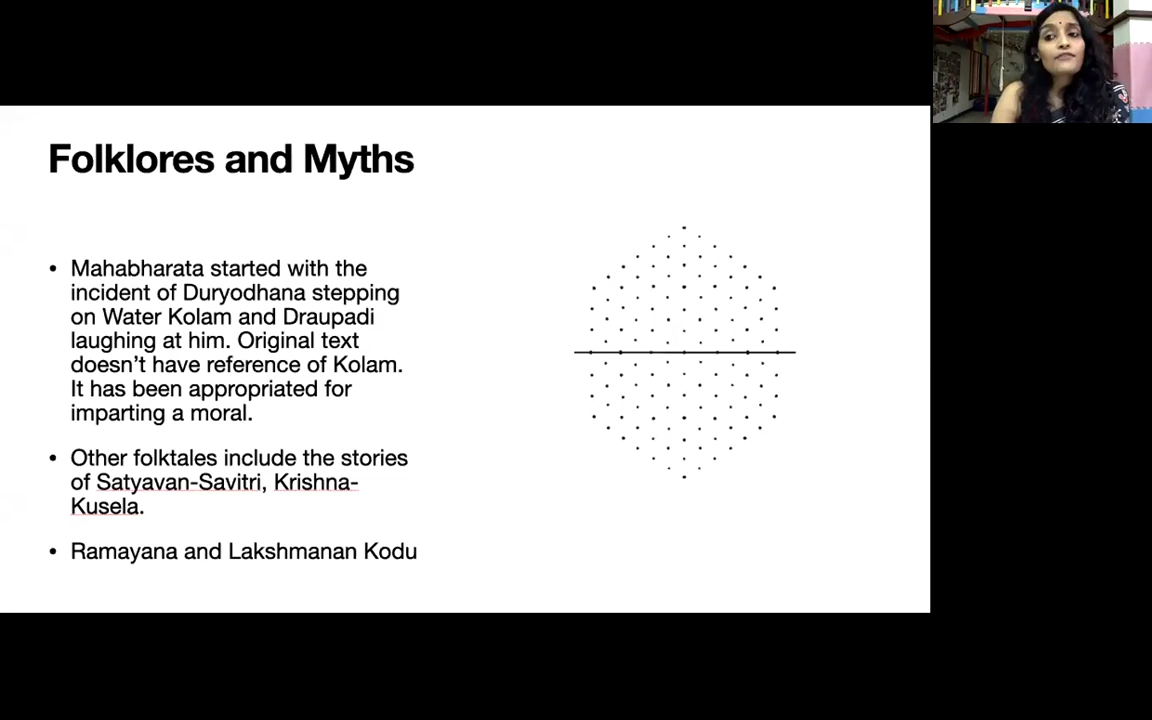 Folklores and Myths
• Mahabharata started with the
incident of Duryodhana stepping
on Water Kolam and Draupadi
laughing at him. Original text
doesn’t have reference of Kolam.
It has been appropriated for
imparting a moral.
• Other folktales include the stories
of Satyavan-Savitri, Krishna-
Kusela.
• Ramayana and Lakshmanan Kodu